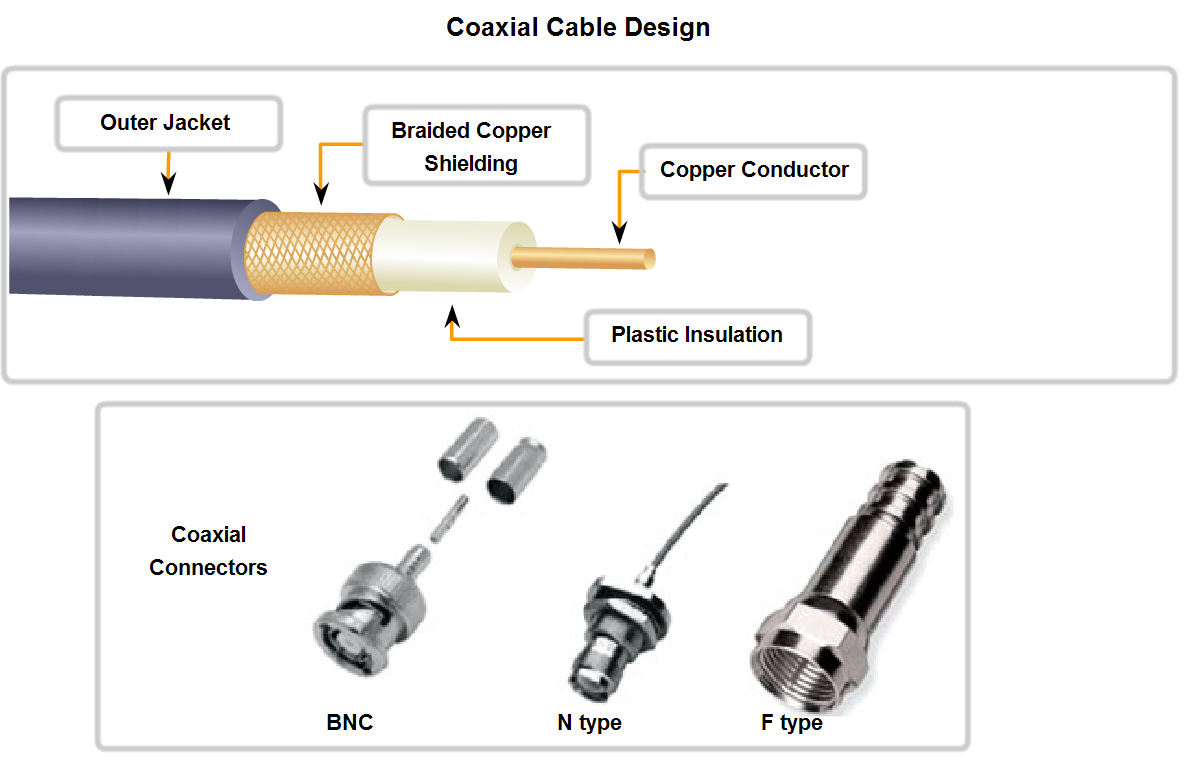 Coaxial Cable Design
Outer Jacket
Braided Copper
Shielding
Copper Conductor
Plastic Insulation
Coaxial
Connectors
BNC
N type
F type